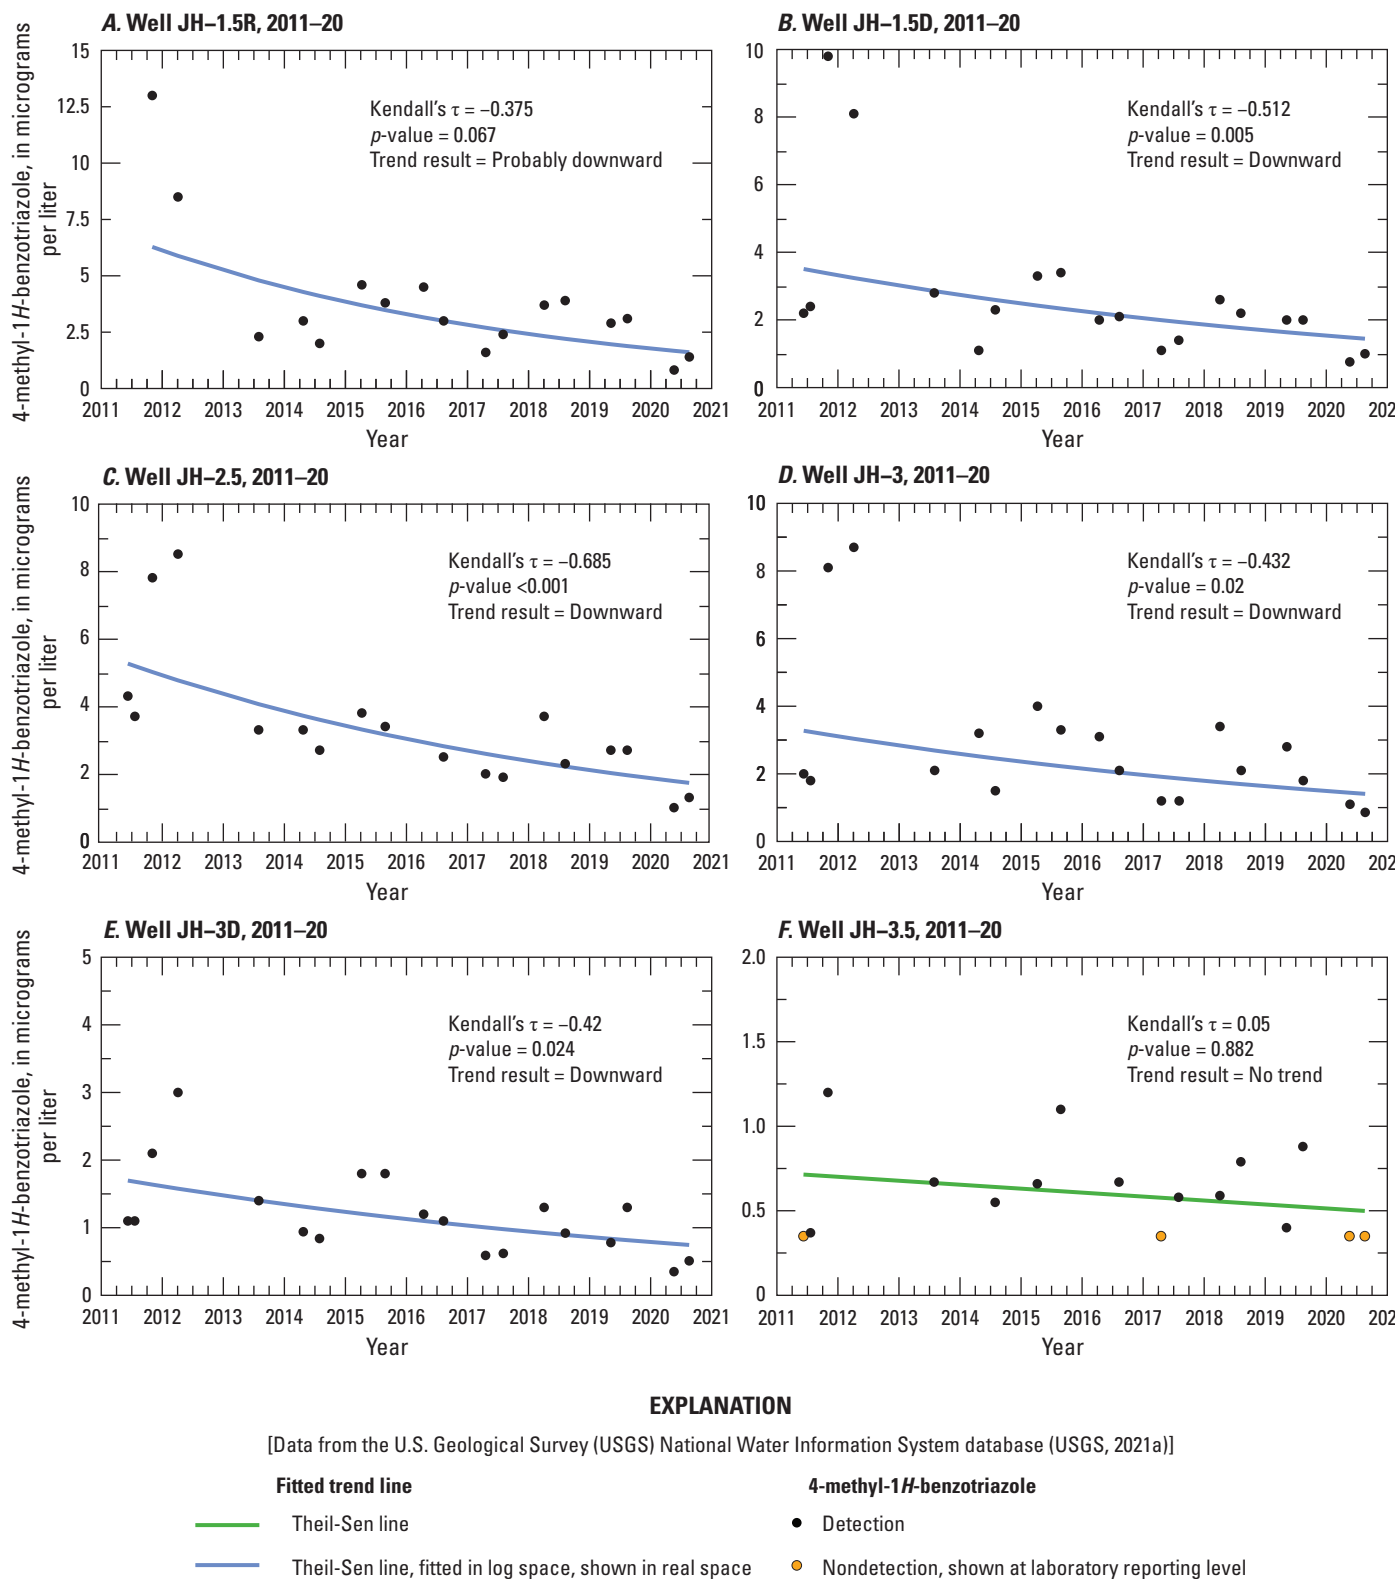 A. Well JH–1.5R, 2011–20
4-methyl-1H-benzotriazole, in micrograms
per liter
15
12.5
10
7.5
5
2.5
0
Kendall's τ = −0.375
p-value = 0.067
Trend result = Probably downward
2011 2012 2013 2014 2015 2016 2017 2018 2019 2020 2021
Year
B. Well JH–1.5D, 2011–20
10
8
6
4
2
0
Kendall's τ = −0.512
p-value = 0.005
Trend result = Downward
2011 2012 2013 2014 2015 2016 2017 2018 2019 2020 202
Year
C. Well JH–2.5, 2011–20
4-methyl-1H-benzotriazole, in micrograms
per liter
10
8
6
4
2
0
Kendall's τ = −0.685
p-value <0.001
Trend result = Downward
2011 2012 2013 2014 2015 2016 2017 2018 2019 2020 2021
Year
D. Well JH–3, 2011–20
10
8
6
4
2
0
Kendall's τ = −0.432
p-value = 0.02
Trend result = Downward
2011 2012 2013 2014 2015 2016 2017 2018 2019 2020 202
Year
E. Well JH–3D, 2011–20
4-methyl-1H-benzotriazole, in micrograms
per liter
5
4
3
2
1
0
Kendall's τ = −0.42
p-value = 0.024
Trend result = Downward
2011 2012 2013 2014 2015 2016 2017 2018 2019 2020 2021
Year
F. Well JH–3.5, 2011–20
2.0
1.5
1.0
0.5
0
Kendall's τ = 0.05
p-value = 0.882
Trend result = No trend
2011 2012 2013 2014 2015 2016 2017 2018 2019 2020 202
Year
EXPLANATION
[Data from the U.S. Geological Survey (USGS) National Water Information System database (USGS, 2021a)]
Fitted trend line
Theil-Sen line
Theil-Sen line, fitted in log space, shown in real space
4-methyl-1H-benzotriazole
Detection
Nondetection, shown at laboratory reporting level